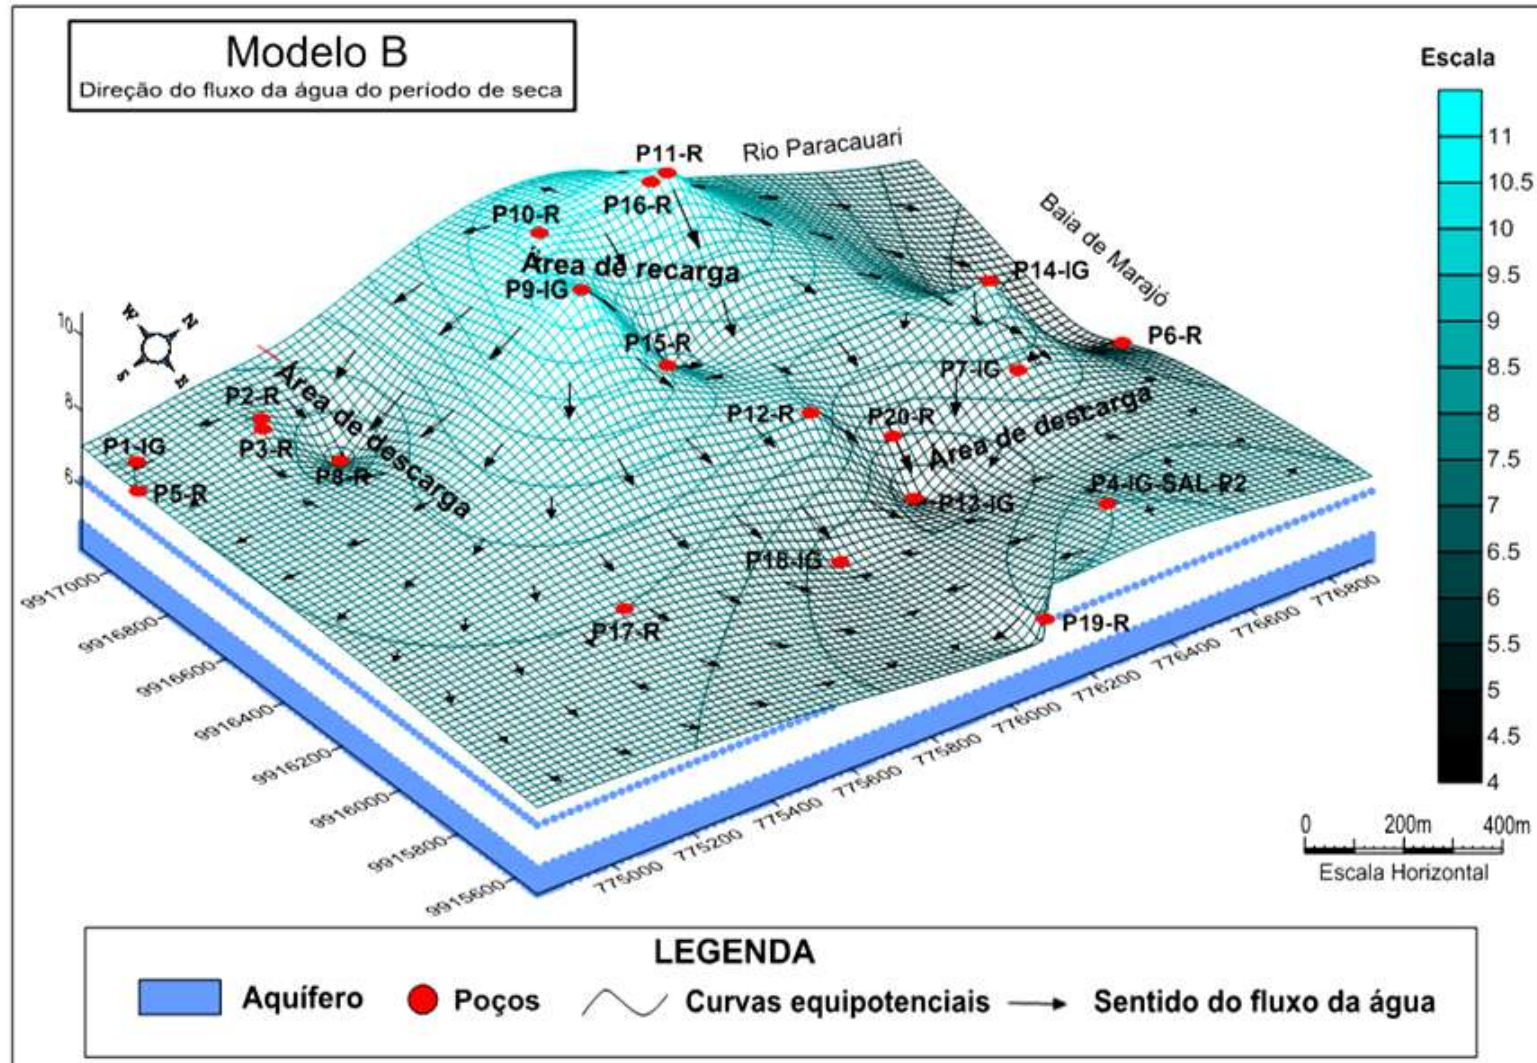 Modelo B
Direção do fluxo da água do período de seca
Escala
11
10.5
10
9.5
9
8.5
8
7.5
7
6.5
6
5.5
5
4.5
4
Rio Paracauari
Baia de Marajó
P11-R
P16-R
P10-R
Área de recarga
P9-IG
P14-IG
P6-R
P15-R
P7-IG
P12-R
P20-R
Área de descarga
P13-IG
P4-IG-SAL-P2
Área de descarga
P2-R
P3-R
P8-R
P1-IG
P5-R
P18-IG
P17-R
P19-R
W
N
S
10
8
6
9917000
9916800
9916600
9916400
9916200
9916000
9915800
9915600
775000
775200
775400
775600
775800
776000
776200
776400
776600
776800
0 200m 400m
Escala Horizontal
LEGENDA
Aquífero
Poços
Curvas equipotenciais
Sentido do fluxo da água